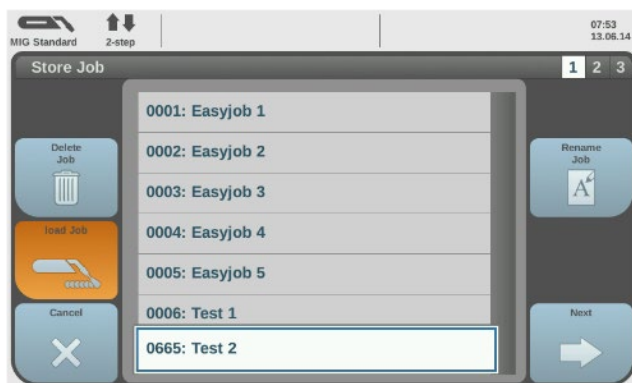 MIG Standard
2-step
07:53
13.06.14
Store Job
1 2 3
Delete
Job
load Job
Cancel
0001: Easyjob 1
0002: Easyjob 2
0003: Easyjob 3
0004: Easyjob 4
0005: Easyjob 5
0006: Test 1
0665: Test 2
Rename
Job
A
Next